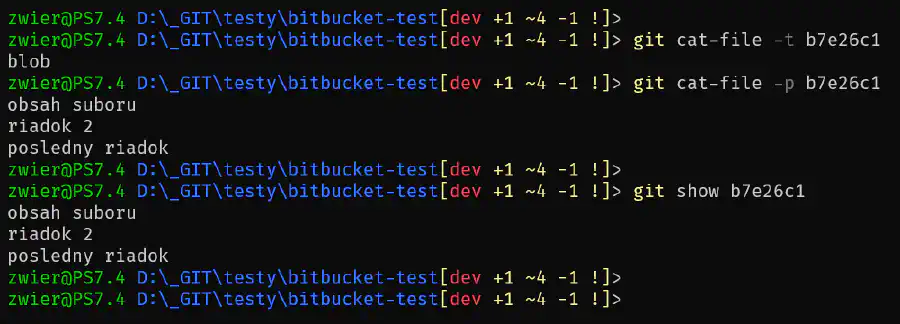 zwier@PS7.4 D:\_GIT\testy\bitbucket-test[dev +1 ~4 -1 !]>
zwier@PS7.4 D:\_GIT\testy\bitbucket-test[dev +1 ~4 -1 !]> git cat-file -t b7e26c1
blob
zwier@PS7.4 D:\_GIT\testy\bitbucket-test[dev +1 ~4 -1 !]> git cat-file -p b7e26c1
obsah suboru
riadok 2
posledny riadok
zwier@PS7.4 D:\_GIT\testy\bitbucket-test[dev +1 ~4 -1 !]>
zwier@PS7.4 D:\_GIT\testy\bitbucket-test[dev +1 ~4 -1 !]> git show b7e26c1
obsah suboru
riadok 2
posledny riadok
zwier@PS7.4 D:\_GIT\testy\bitbucket-test[dev +1 ~4 -1 !]>
zwier@PS7.4 D:\_GIT\testy\bitbucket-test[dev +1 ~4 -1 !]>